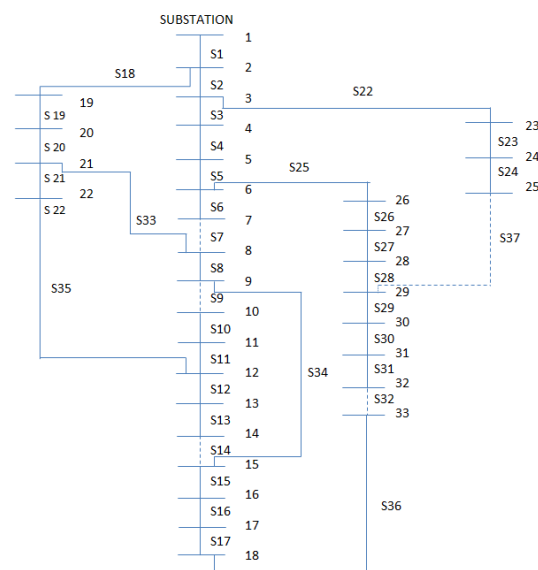 SUBSTATION
1
S1
S18
2
S2
S22
3
19
S 19
S3
4
23
20
S23
S 20
S4
24
5
21
S25
S24
S 21
S5
25
6
22
26
S 22
S6
S26
S33
7
27
S7
S37
S27
8
28
S8
S28
S35
9
29
S9
S29
10
30
S10
S30
11
31
S11
S31
S34
12
32
S12
S32
13
33
S13
14
S14
15
S15
16
S36
S16
17
S17
18